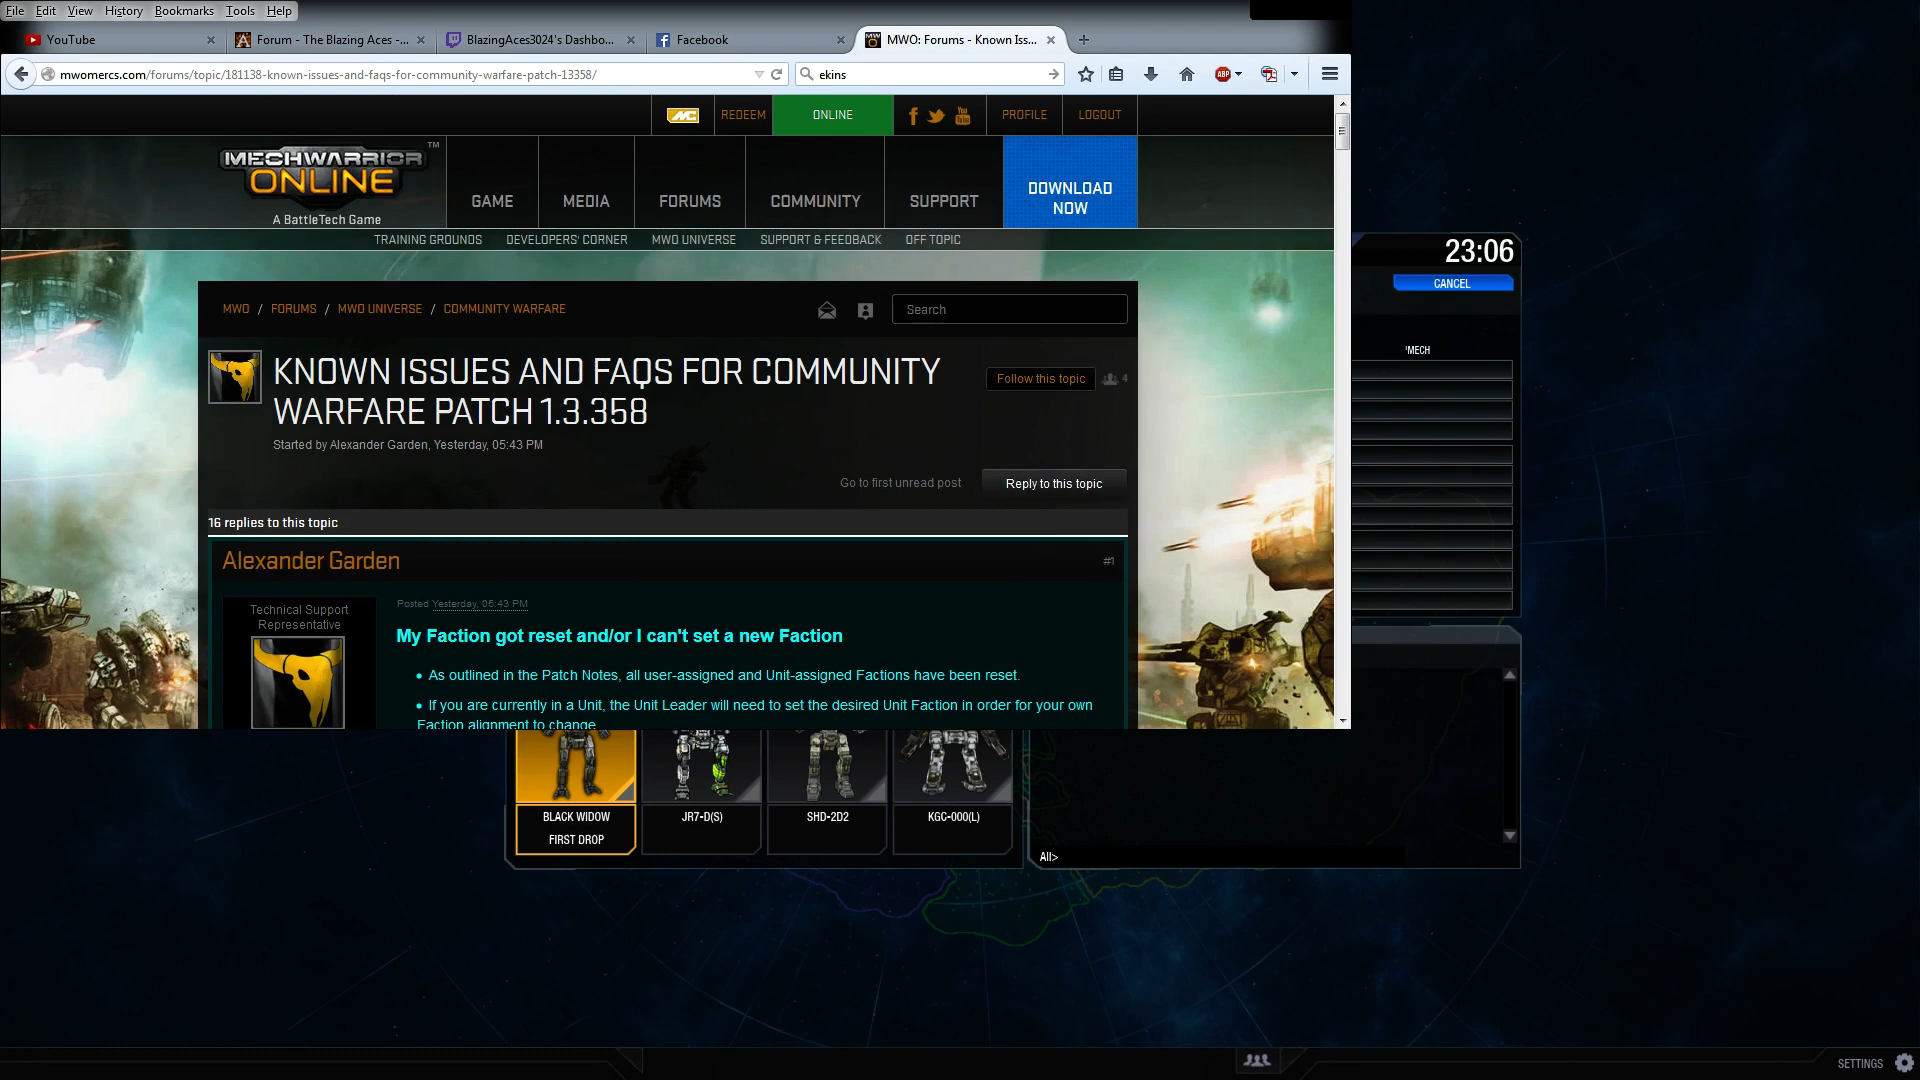 File Edit View History Bookmarks Tools Help
YouTube
Forum - The Blazing Aces -...
BlazingAces3024's Dashbo...
Facebook
MWO: Forums - Known Iss...
mwomercs.com/forums/topic/181138-known-issues-and-faqs-for-community-warfare-patch-13358/
ekins
ABP
MC
REDEEM
ONLINE
You Tube
PROFILE
LOGOUT
MECHWARRIOR ™
ONLINE
A BattleTech Game
GAME
MEDIA
FORUMS
COMMUNITY
SUPPORT
DOWNLOAD
NOW
TRAINING GROUNDS
DEVELOPERS' CORNER
MWO UNIVERSE
SUPPORT & FEEDBACK
OFF TOPIC
23:06
CANCEL
MWO / FORUMS / MWO UNIVERSE / COMMUNITY WARFARE
Search
'MECH
KNOWN ISSUES AND FAQS FOR COMMUNITY
WARFARE PATCH 1.3.358
Follow this topic
4
Started by Alexander Garden, Yesterday, 05:43 PM
Go to first unread post
Reply to this topic
16 replies to this topic
Alexander Garden
#1
Technical Support
Representative
Posted Yesterday, 05:43 PM
My Faction got reset and/or I can't set a new Faction
• As outlined in the Patch Notes, all user-assigned and Unit-assigned Factions have been reset.
• If you are currently in a Unit, the Unit Leader will need to set the desired Unit Faction in order for your own
Faction alignment to change
BLACK WIDOW
FIRST DROP
JR7-D(S)
SHD-2D2
KGC-000(L)
All>
SETTINGS